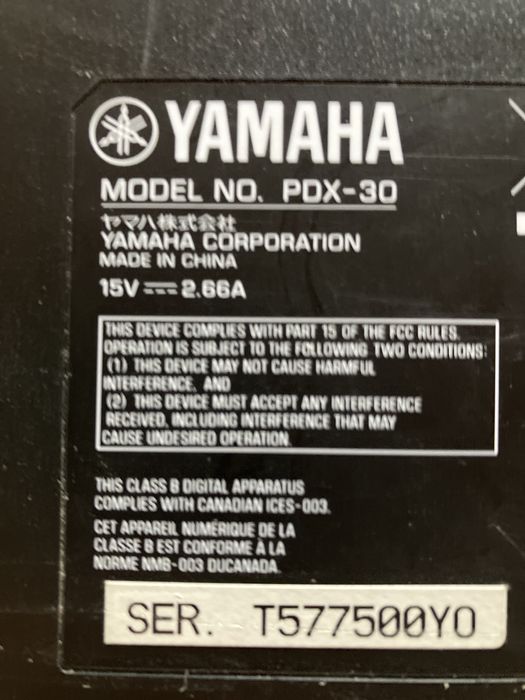 YAMAHA
MODEL NO. PDX-30
ヤマハ株式会社
YAMAHA CORPORATION
MADE IN CHINA
15V ⎓ 2.66A
THIS DEVICE COMPLIES WITH PART 15 OF THE FCC RULES.
OPERATION IS SUBJECT TO THE FOLLOWING TWO CONDITIONS:
(1) THIS DEVICE MAY NOT CAUSE HARMFUL
INTERFERENCE, AND
(2) THIS DEVICE MUST ACCEPT ANY INTERFERENCE
RECEIVED, INCLUDING INTERFERENCE THAT MAY
CAUSE UNDESIRED OPERATION.
THIS CLASS B DIGITAL APPARATUS
COMPLIES WITH CANADIAN ICES-003.
CET APPAREIL NUMÉRIQUE DE LA
CLASSE B EST CONFORME À LA
NORME NMB-003 DUCANADA.
SER. T577500YO